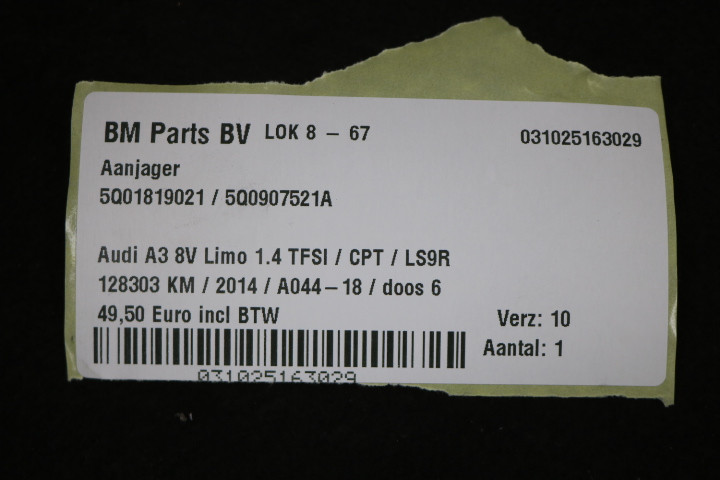 BM Parts BV LOK 8 - 67 031025163029
Aanjager
5Q01819021 / 5Q0907521A
Audi A3 8V Limo 1.4 TFSI / CPT / LS9R
128303 KM / 2014 / A044-18 / doos 6
49,50 Euro incl BTW
Verz: 10
Aantal: 1
031025163029